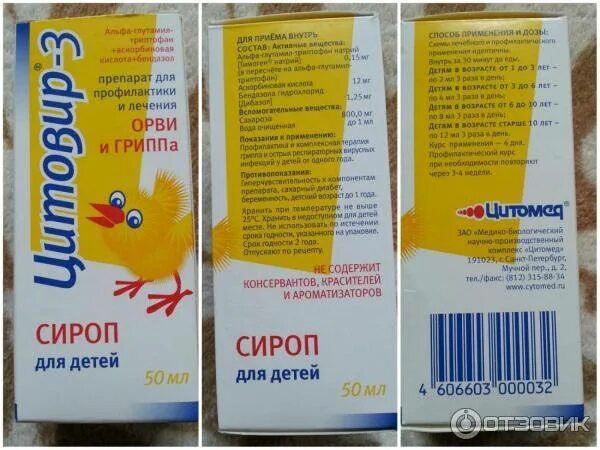 Цитовир®-3
Альфа-глутамил-
триптофан
+аскорбиновая
кислота+бендазол
препарат для
профилактики
и лечения
ОРВИ
и ГРИППа
СИРОП
для детей
50 мл
ДЛЯ ПРИЁМА ВНУТРЬ
СОСТАВ: Активные вещества:
Альфа-глутамил-триптофан натрий
[Тимоген® натрий] 0,15 мг
(в пересчёте на альфа-глутамил-
триптофан)
Аскорбиновая кислота 12 мг
Бендазола гидрохлорид
[Дибазол] 1,25 мг
Вспомогательные вещества:
Сахароза 800,0 мг
Вода очищенная до 1 мл
Показания к применению:
Профилактика и комплексная терапия
гриппа и острых респираторных вирусных
инфекций у детей от одного года.
Противопоказания:
Гиперчувствительность к компонентам
препарата, сахарный диабет,
беременность, детский возраст до 1 года.
Хранить при температуре не выше
25°С. Хранить в недоступном для детей
месте. Не использовать по истечении
срока годности, указанного на упаковке.
Срок годности 2 года.
Отпускают по рецепту.
НЕ СОДЕРЖИТ
КОНСЕРВАНТОВ, КРАСИТЕЛЕЙ
И АРОМАТИЗАТОРОВ
СИРОП
для детей
50 мл
СПОСОБ ПРИМЕНЕНИЯ И ДОЗЫ:
Схемы лечебного и профилактического
применения идентичны.
Внутрь за 30 минут до еды.
Детям в возрасте от 1 до 3 лет –
по 2 мл 3 раза в день;
Детям в возрасте от 3 до 6 лет –
по 4 мл 3 раза в день;
Детям в возрасте от 6 до 10 лет –
по 8 мл 3 раза в день;
Детям в возрасте старше 10 лет –
по 12 мл 3 раза в день.
Курс применения – 4 дня.
Профилактический курс
при необходимости повторяют
через 3-4 недели.
Цитомед®
ЗАО «Медико-биологический
научно-производственный
комплекс «Цитомед»
191023, г. Санкт-Петербург,
Мучной пер., д. 2,
тел./факс: (812) 315-88-34
www.cytomed.ru
4 606603 000032
ОТЗОВИК